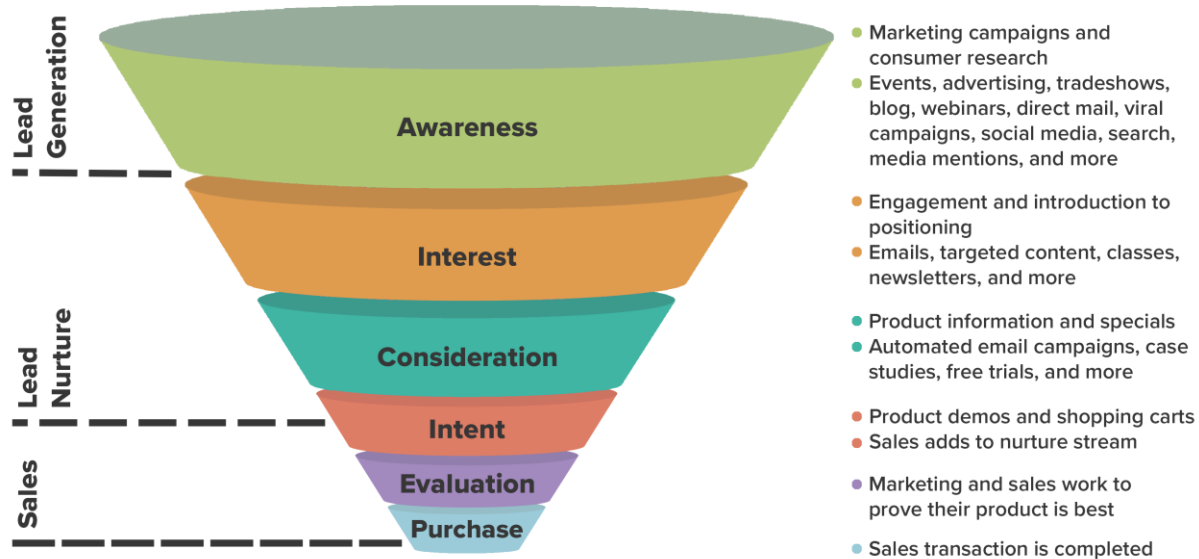 Lead
Generation
Awareness
• Marketing campaigns and
consumer research
• Events, advertising, tradeshows,
blog, webinars, direct mail, viral
campaigns, social media, search,
media mentions, and more
Interest
• Engagement and introduction to
positioning
• Emails, targeted content, classes,
newsletters, and more
Lead
Nurture
Consideration
• Product information and specials
• Automated email campaigns, case
studies, free trials, and more
Intent
• Product demos and shopping carts
• Sales adds to nurture stream
Sales
Evaluation
• Marketing and sales work to
prove their product is best
Purchase
• Sales transaction is completed